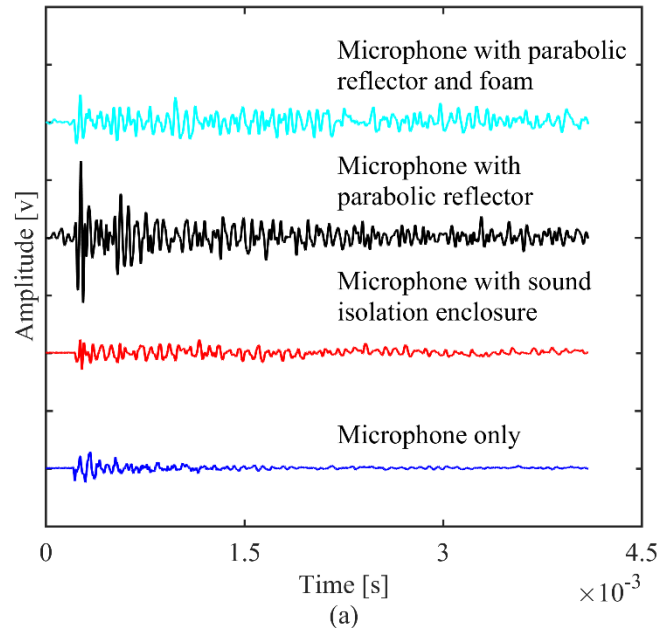 Microphone with parabolic
reflector and foam
Microphone with
parabolic reflector
Microphone with sound
isolation enclosure
Microphone only
Amplitude [v]
0
1.5
3
4.5
Time [s]
×10⁻³
(a)